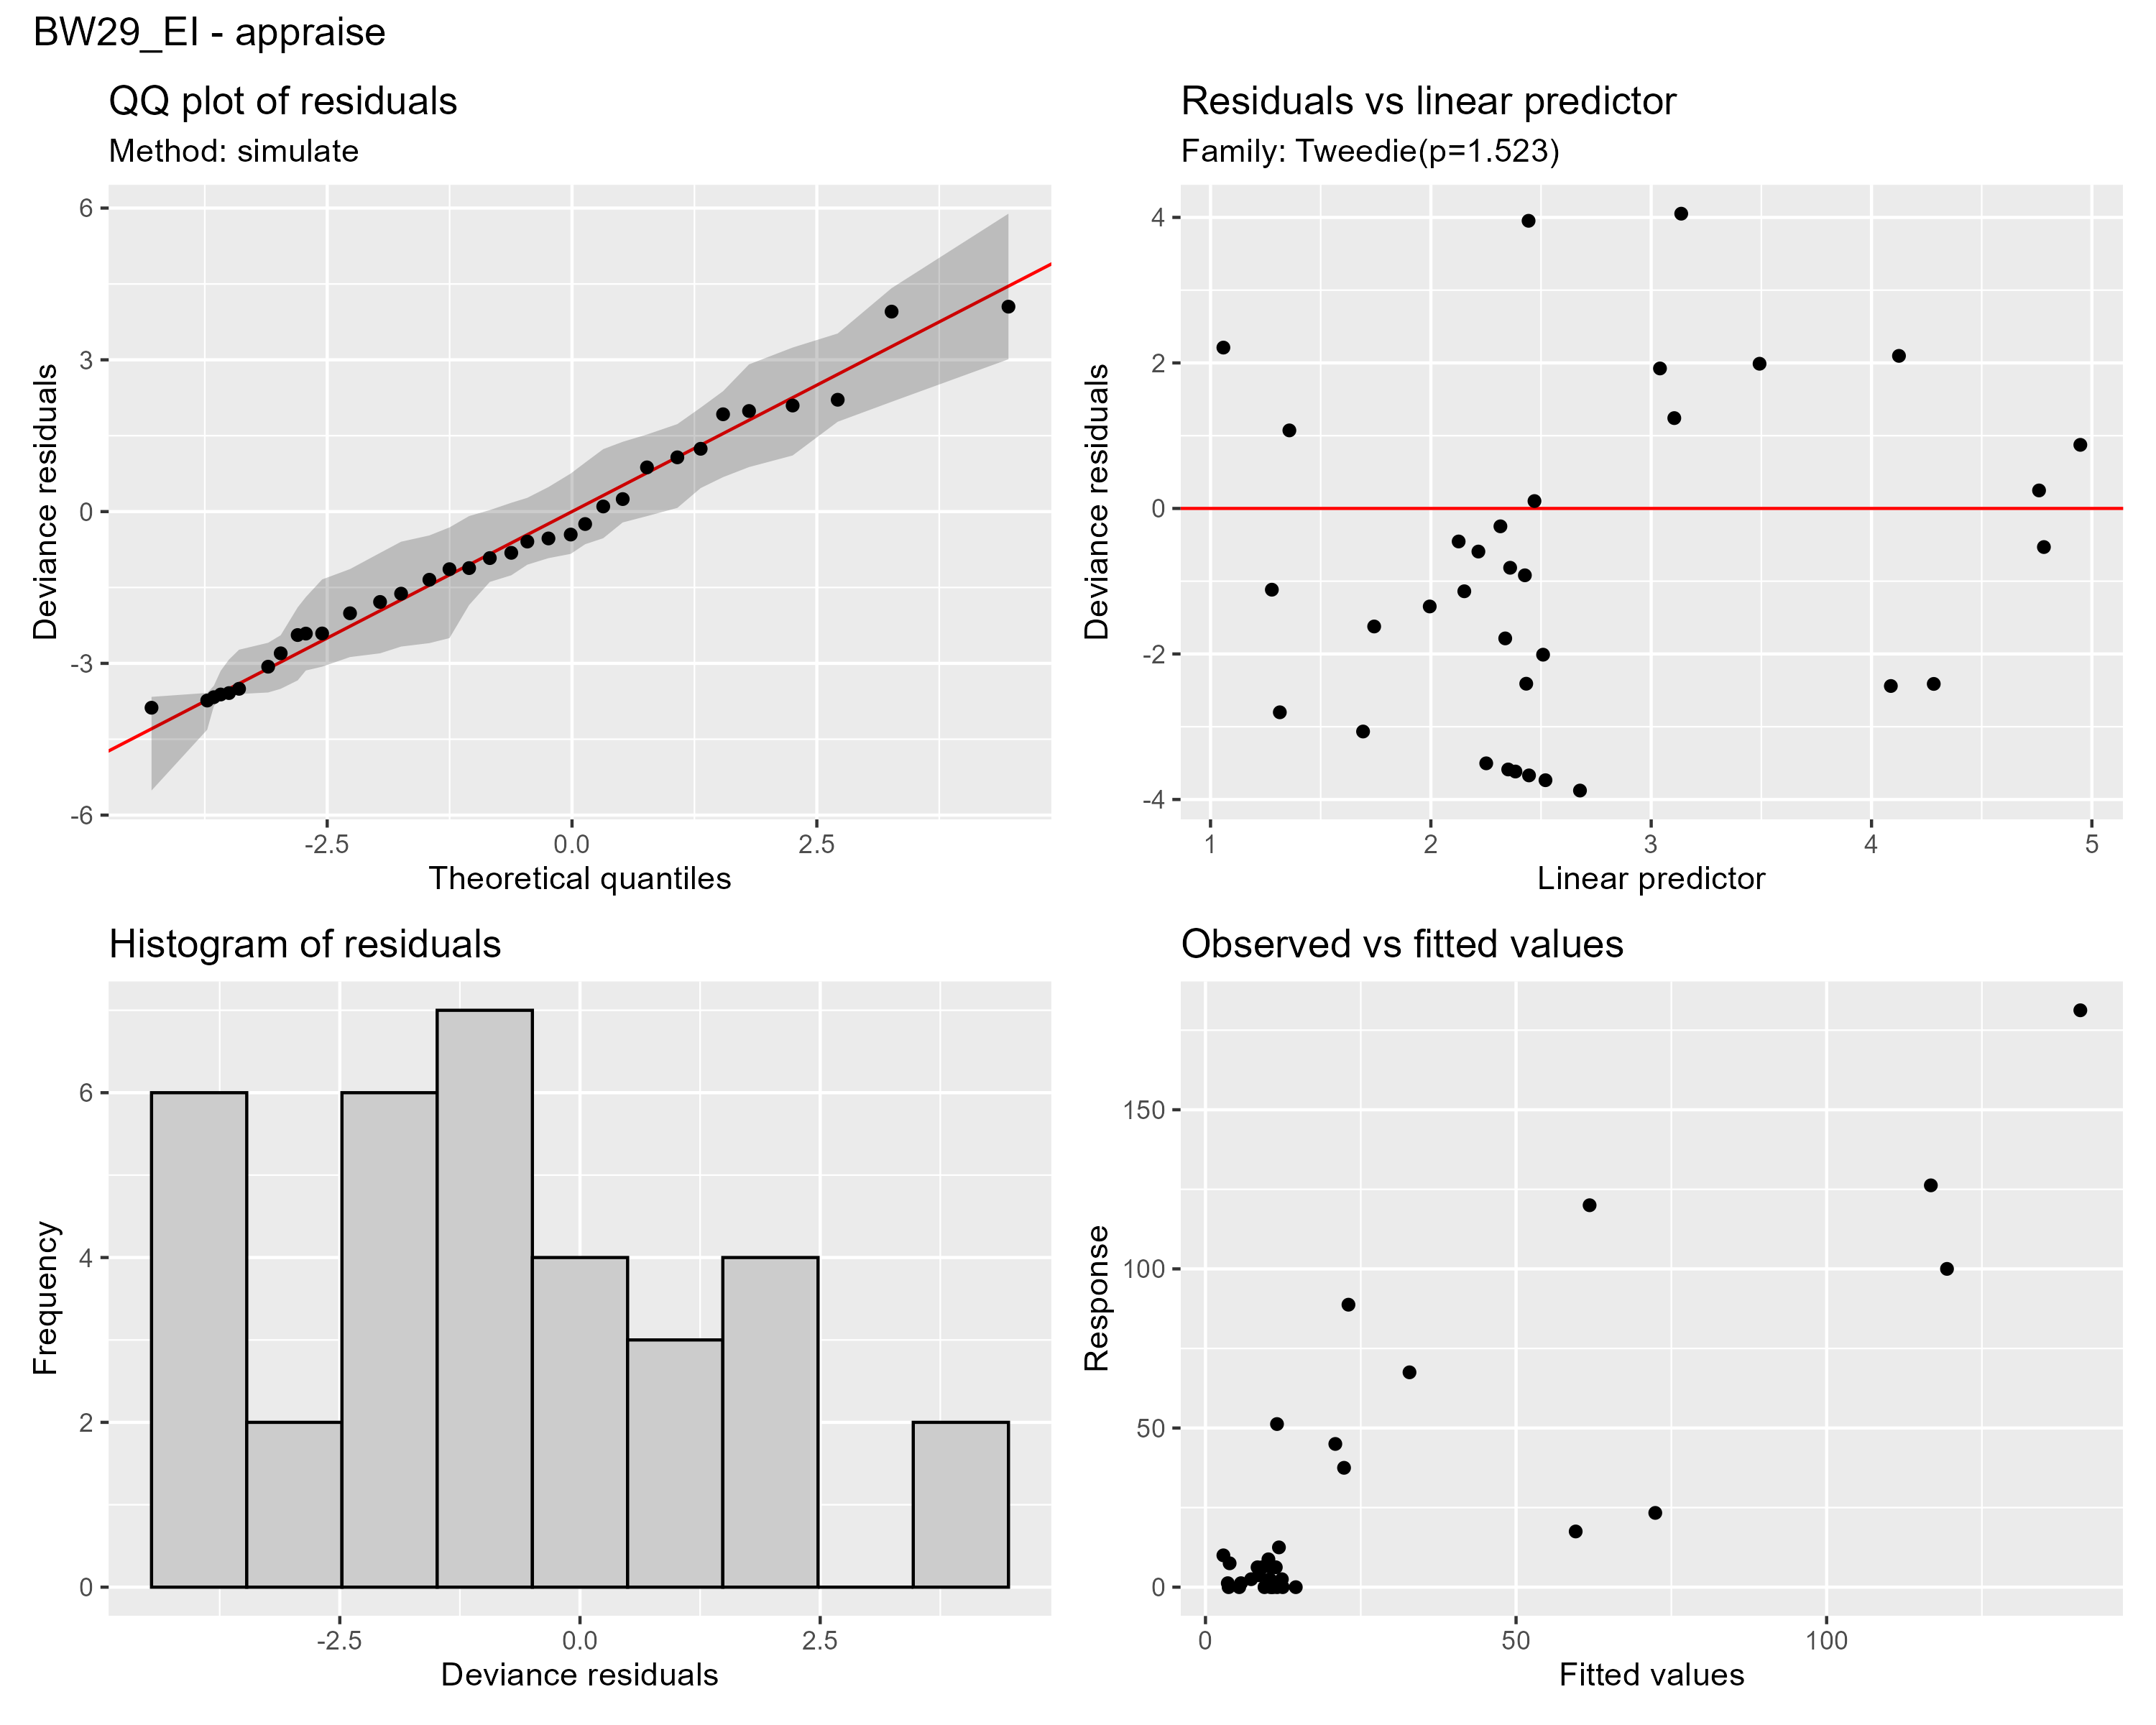 BW29_EI - appraise
QQ plot of residuals
Method: simulate
6
3
0
-3
-6
-2.5
0.0
2.5
Theoretical quantiles
Deviance residuals
Residuals vs linear predictor
Family: Tweedie(p=1.523)
4
2
0
-2
-4
1
2
3
4
5
Linear predictor
Deviance residuals
Histogram of residuals
6
4
2
0
-2.5
0.0
2.5
Deviance residuals
Frequency
Observed vs fitted values
150
100
50
0
0
50
100
Fitted values
Response